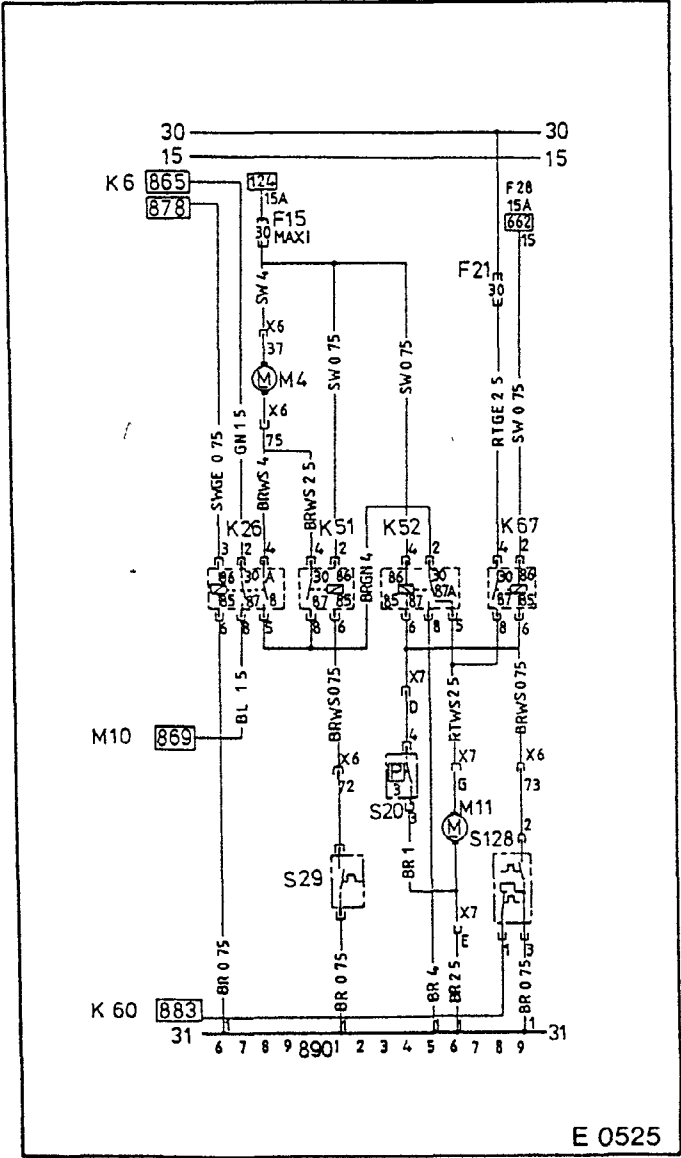 30 30
15 15
K6 865
878
124
15A
F15
30 MAXI
F28
15A
662
15
F21
30
SW 4
X6
37
M M4
X6
75
SW 0 75
SW 0 75
RTGE 2 5
SW 0 75
SWGE 0 75
GN 1 5
BRWS 4
BRWS 2 5
BRGN 4
K26 K51 K52 K67
3 2 4 4 2 4 2 4 2
86 30 A 30 86 86 30 30 86
87A
85 87 8 87 85 85 87 87 85
6 8 5 8 6 6 8 5 8 6
BL 1 5
BRWS 0 75
RTWS 2 5
BRWS 0 75
M10 869
X7
D
X6
72
4
P
3
S20 3
X7
G
M M11
X6
73
S128 2
S29
BR 1
X7
E
1 3
BR 0 75
BR 0 75
BR 4
BR 2 5
BR 0 75
K 60 883
31 31
1
6 7 8 9 890 1 2 3 4 5 6 7 8 9
E 0525